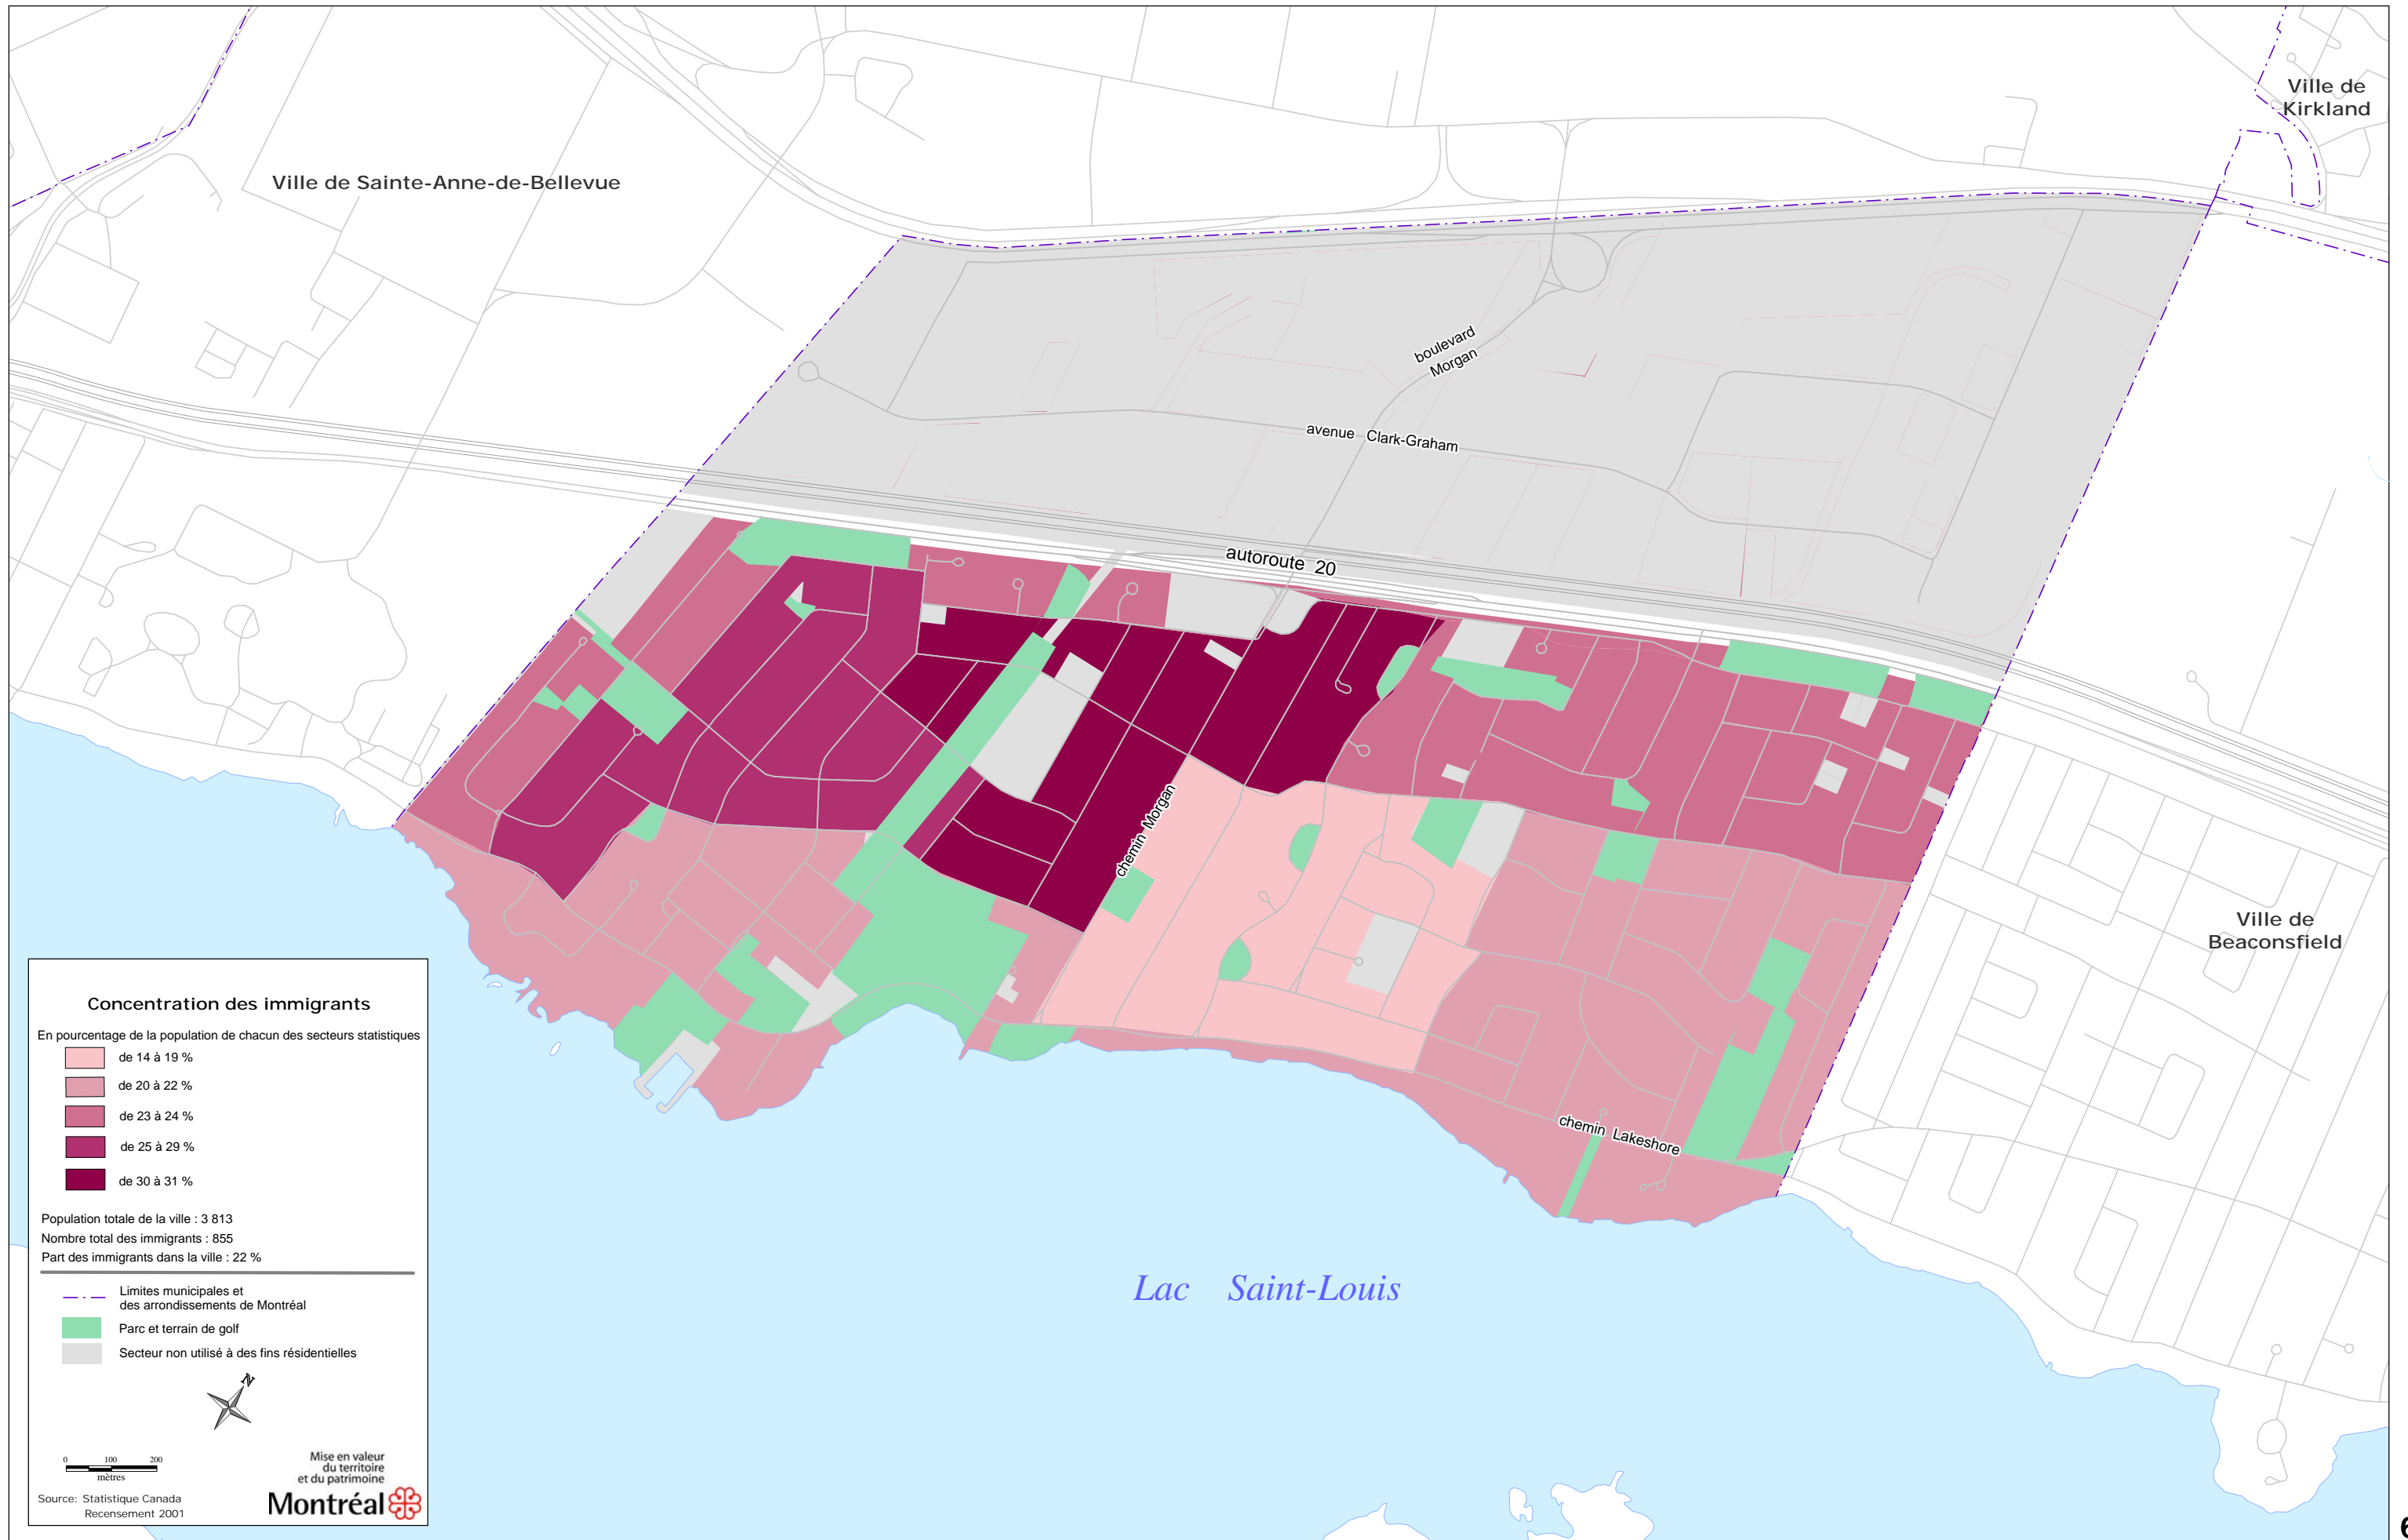 Ville de
Kirkland
Ville de Sainte-Anne-de-Bellevue
boulevard
Morgan
avenue Clark-Graham
autoroute 20
chemin Morgan
Ville de
Beaconsfield
chemin Lakeshore
Lac Saint-Louis
Concentration des immigrants
En pourcentage de la population de chacun des secteurs statistiques
de 14 à 19 %
de 20 à 22 %
de 23 à 24 %
de 25 à 29 %
de 30 à 31 %
Population totale de la ville : 3 813
Nombre total des immigrants : 855
Part des immigrants dans la ville : 22 %
Limites municipales et
des arrondissements de Montréal
Parc et terrain de golf
Secteur non utilisé à des fins résidentielles
N
0 100 200
mètres
Mise en valeur
du territoire
et du patrimoine
Montréal
Source: Statistique Canada
Recensement 2001